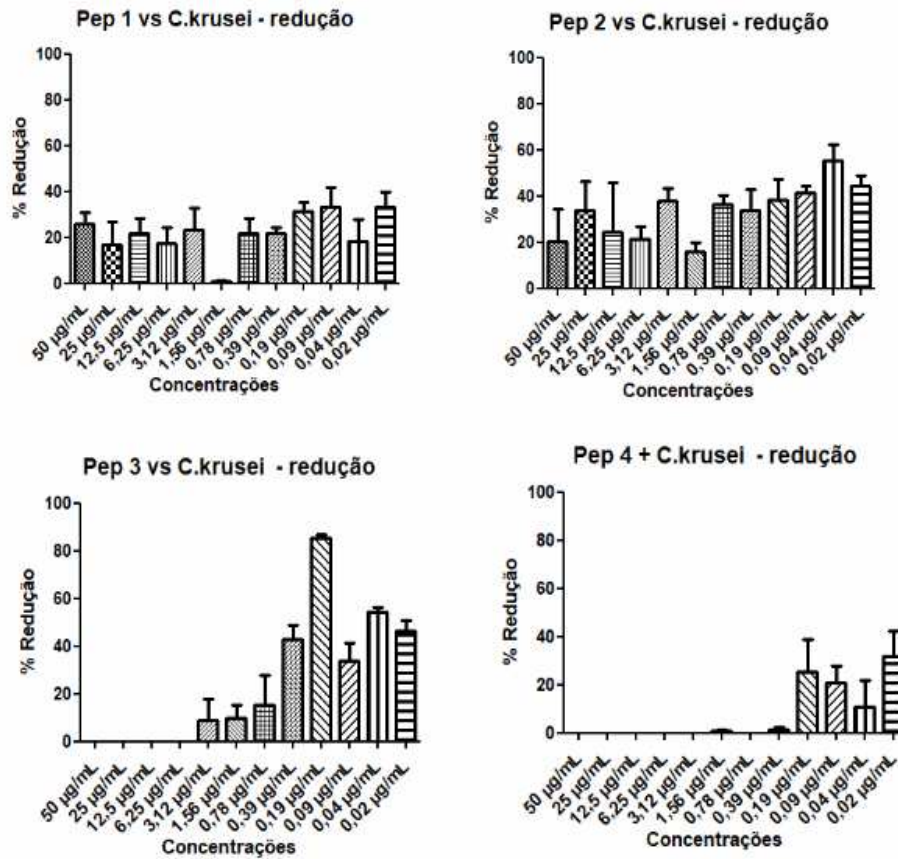 Pep 1 vs C.krusei - redução
100
80
60
40
20
0
% Redução
50 µg/mL
25 µg/mL
12,5 µg/mL
6,25 µg/mL
3,12 µg/mL
1,56 µg/mL
0,78 µg/mL
0,39 µg/mL
0,19 µg/mL
0,09 µg/mL
0,04 µg/mL
0,02 µg/mL
Concentrações
Pep 2 vs C.krusei - redução
100
80
60
40
20
0
% Redução
50 µg/mL
25 µg/mL
12,5 µg/mL
6,25 µg/mL
3,12 µg/mL
1,56 µg/mL
0,78 µg/mL
0,39 µg/mL
0,19 µg/mL
0,09 µg/mL
0,04 µg/mL
0,02 µg/mL
Concentrações
Pep 3 vs C.krusei - redução
100
80
60
40
20
0
% Redução
50 µg/mL
25 µg/mL
12,5 µg/mL
6,25 µg/mL
3,12 µg/mL
1,56 µg/mL
0,78 µg/mL
0,39 µg/mL
0,19 µg/mL
0,09 µg/mL
0,04 µg/mL
0,02 µg/mL
Concentrações
Pep 4 + C.krusei - redução
100
80
60
40
20
0
% Redução
50 µg/mL
25 µg/mL
12,5 µg/mL
6,25 µg/mL
3,12 µg/mL
1,56 µg/mL
0,78 µg/mL
0,39 µg/mL
0,19 µg/mL
0,09 µg/mL
0,04 µg/mL
0,02 µg/mL
Concentrações